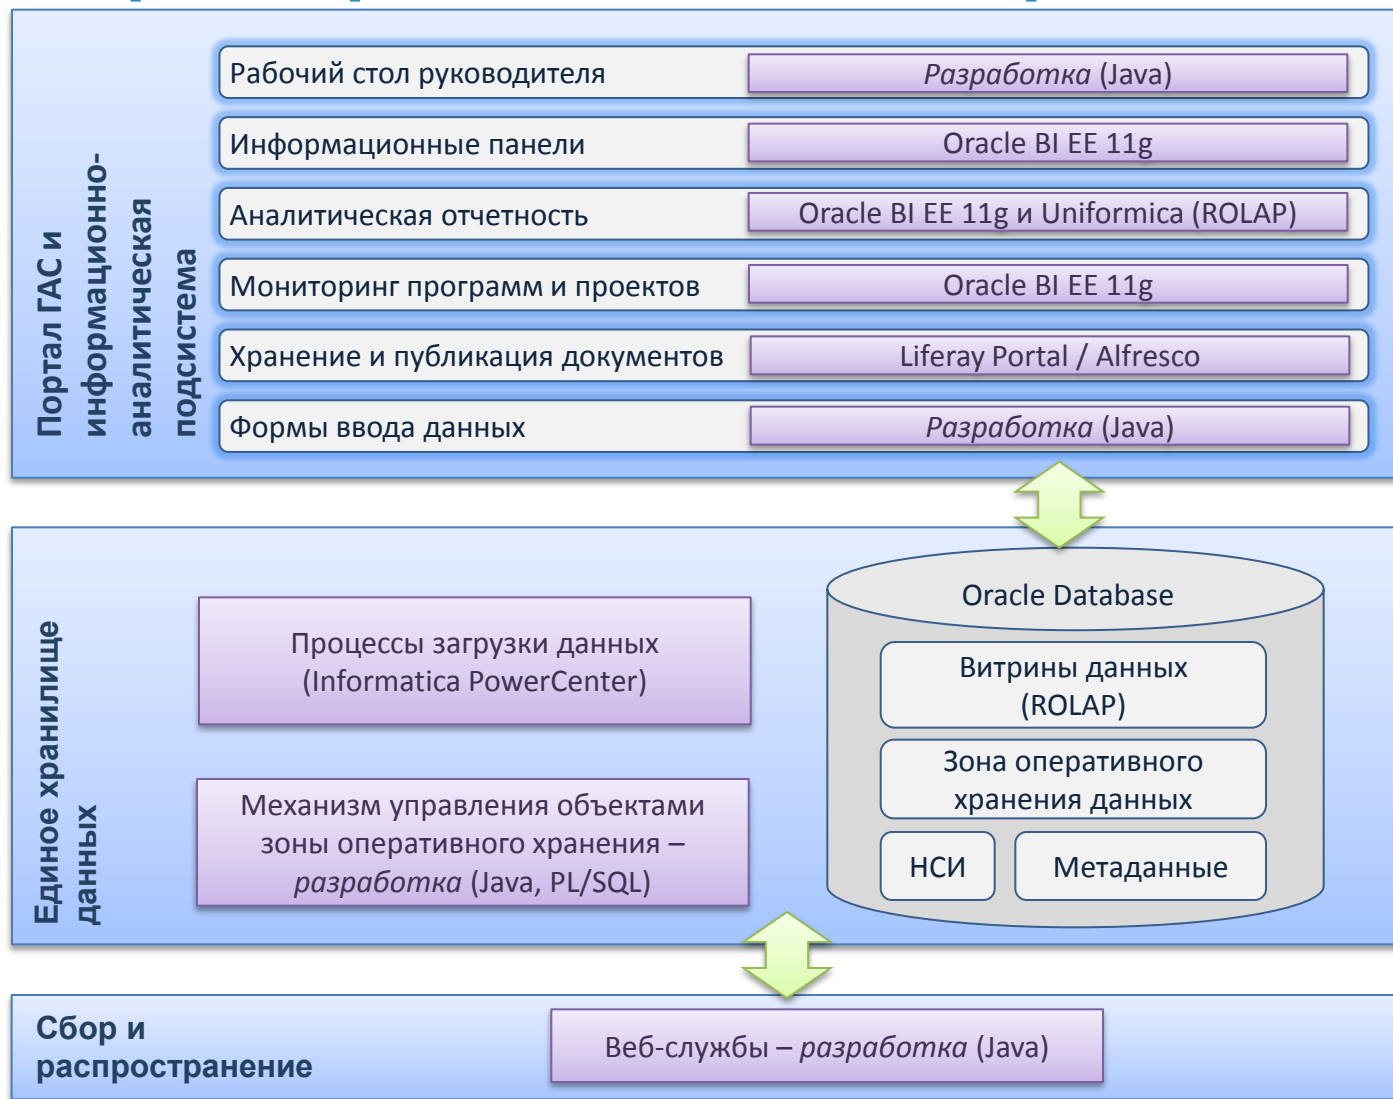 Портал ГАС и
информационно-
аналитическая
подсистема
Рабочий стол руководителя
Разработка (Java)
Информационные панели
Oracle BI EE 11g
Аналитическая отчетность
Oracle BI EE 11g и Uniformica (ROLAP)
Мониторинг программ и проектов
Oracle BI EE 11g
Хранение и публикация документов
Liferay Portal / Alfresco
Формы ввода данных
Разработка (Java)
Единое хранилище
данных
Процессы загрузки данных
(Informatica PowerCenter)
Механизм управления объектами
зоны оперативного хранения –
разработка (Java, PL/SQL)
Oracle Database
Витрины данных
(ROLAP)
Зона оперативного
хранения данных
НСИ
Метаданные
Сбор и
распространение
Веб-службы – разработка (Java)